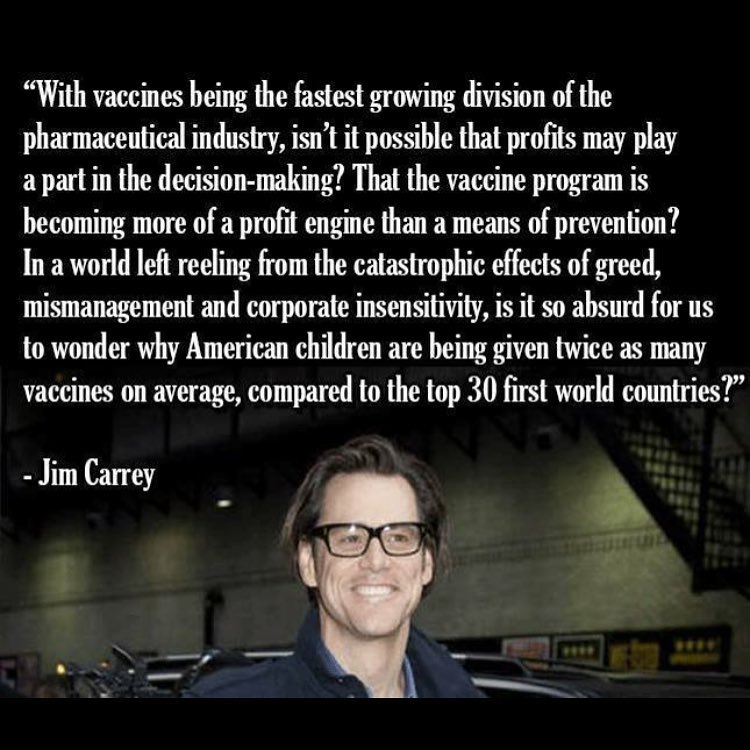 “With vaccines being the fastest growing division of the
pharmaceutical industry, isn’t it possible that profits may play
a part in the decision-making? That the vaccine program is
becoming more of a profit engine than a means of prevention?
In a world left reeling from the catastrophic effects of greed,
mismanagement and corporate insensitivity, is it so absurd for us
to wonder why American children are being given twice as many
vaccines on average, compared to the top 30 first world countries?”
- Jim Carrey